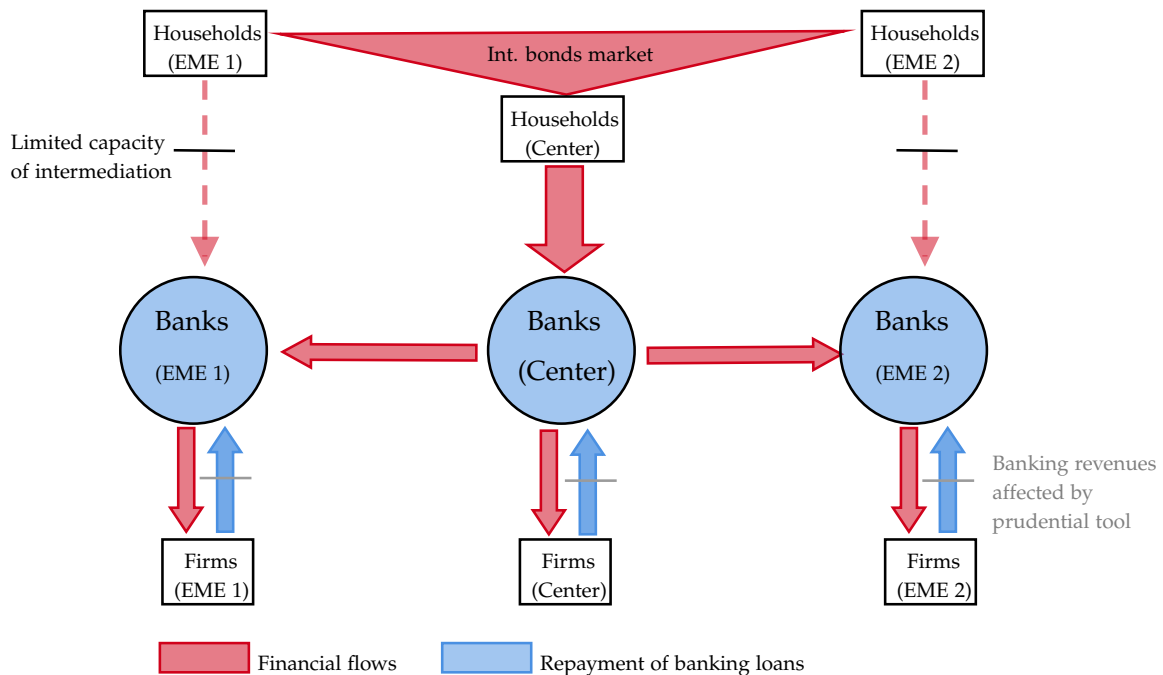 Households
(EME 1)
Int. bonds market
Households
(EME 2)
Households
(Center)
Limited capacity
of intermediation
Banks
(EME 1)
Banks
(Center)
Banks
(EME 2)
Banking revenues
affected by
prudential tool
Firms
(EME 1)
Firms
(Center)
Firms
(EME 2)
Financial flows
Repayment of banking loans